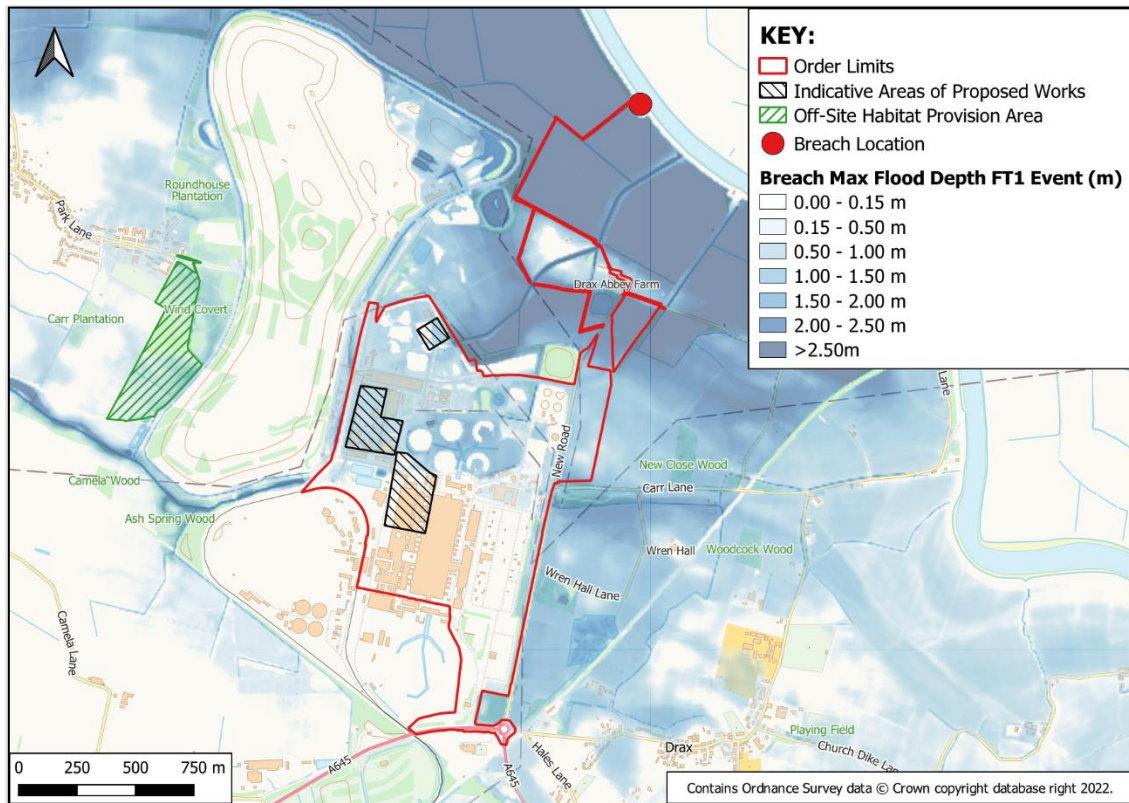 KEY:
Order Limits
Indicative Areas of Proposed Works
Off-Site Habitat Provision Area
Breach Location
Breach Max Flood Depth FT1 Event (m)
0.00 - 0.15 m
0.15 - 0.50 m
0.50 - 1.00 m
1.00 - 1.50 m
1.50 - 2.00 m
2.00 - 2.50 m
>2.50m
Roundhouse
Plantation
Park Lane
Wind Covert
Carr Plantation
Drax Abbey Farm
Lane
New Road
New Close Wood
Carr Lane
Camela Wood
Ash Spring Wood
Wren Hall
Woodcock Wood
Wren Hall Lane
Camela Lane
Playing Field
Drax
Church Dike Lane
Hales Lane
A645
A645
0 250 500 750 m
Contains Ordnance Survey data © Crown copyright database right 2022.